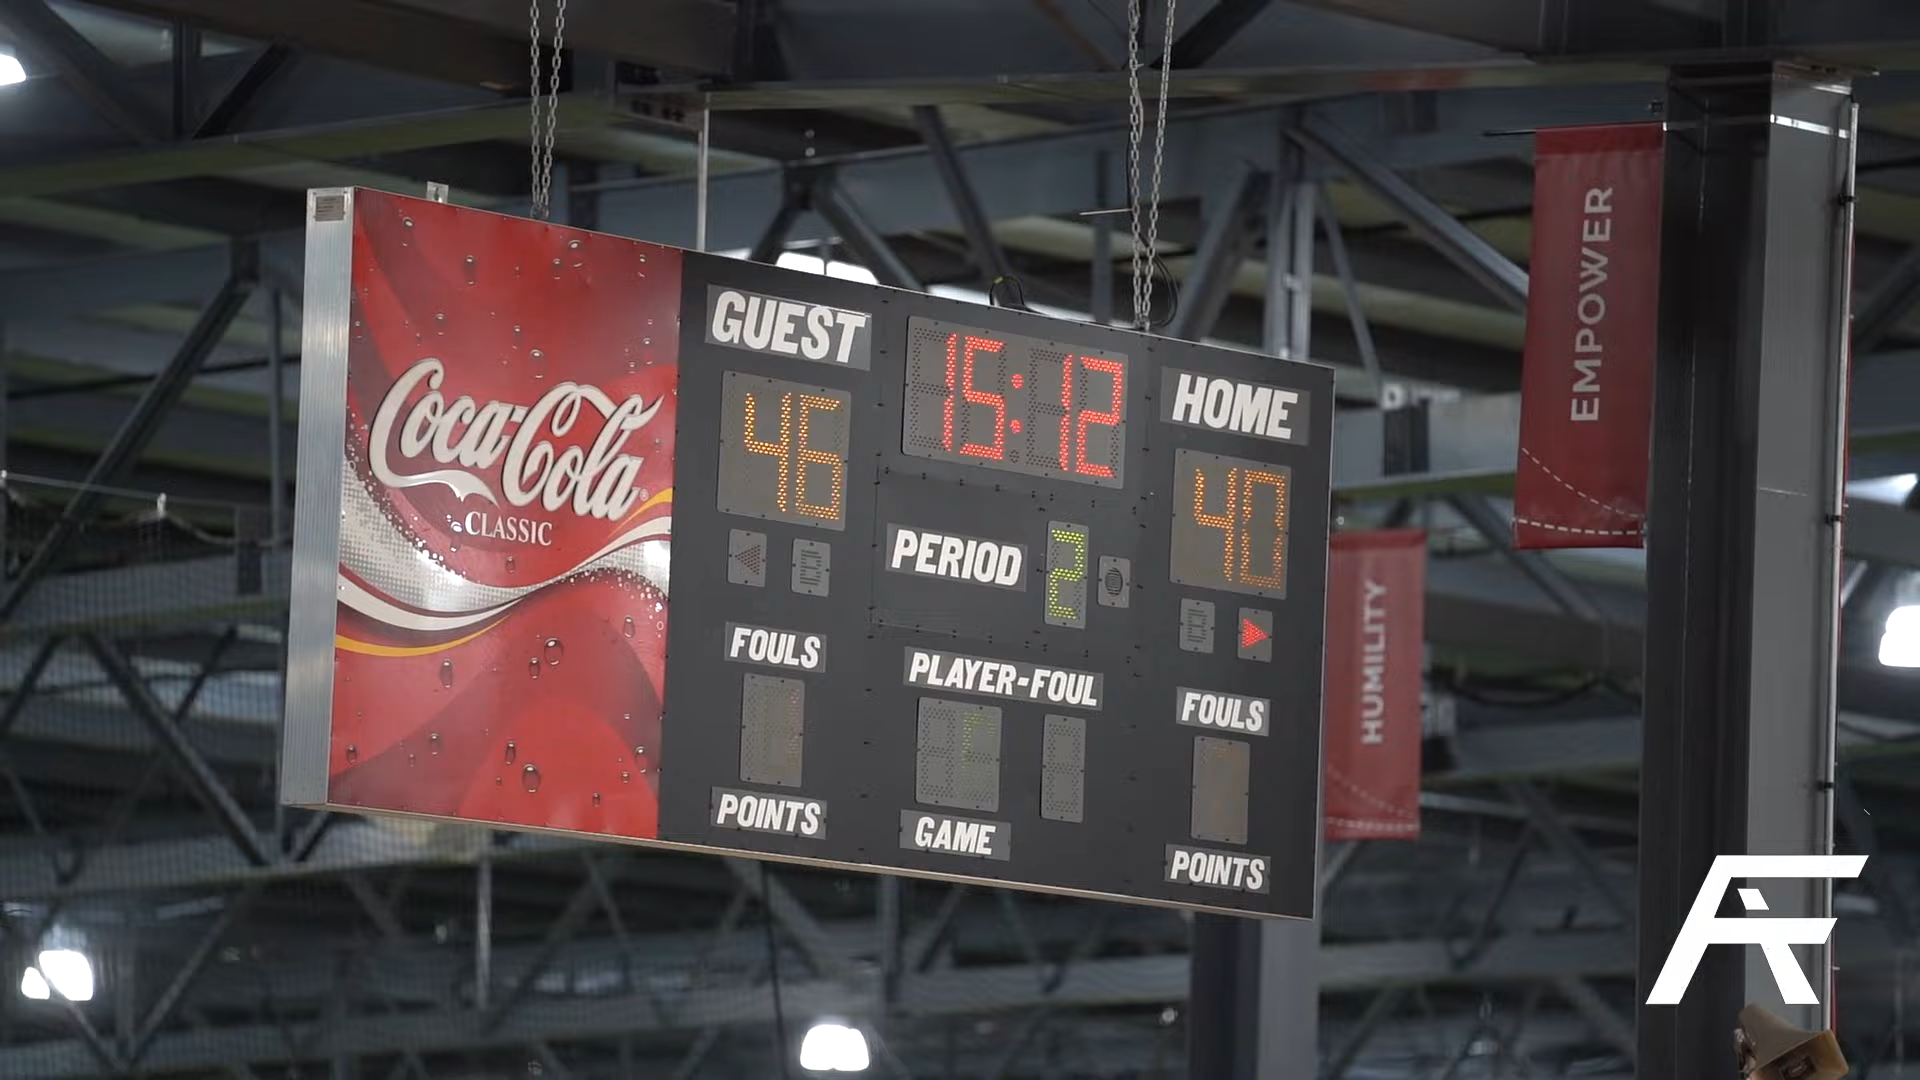 Coca-Cola
CLASSIC
GUEST
15:12
HOME
46
40
PERIOD
2
FOULS
PLAYER-FOUL
FOULS
POINTS
GAME
POINTS
EMPOWER
HUMILITY